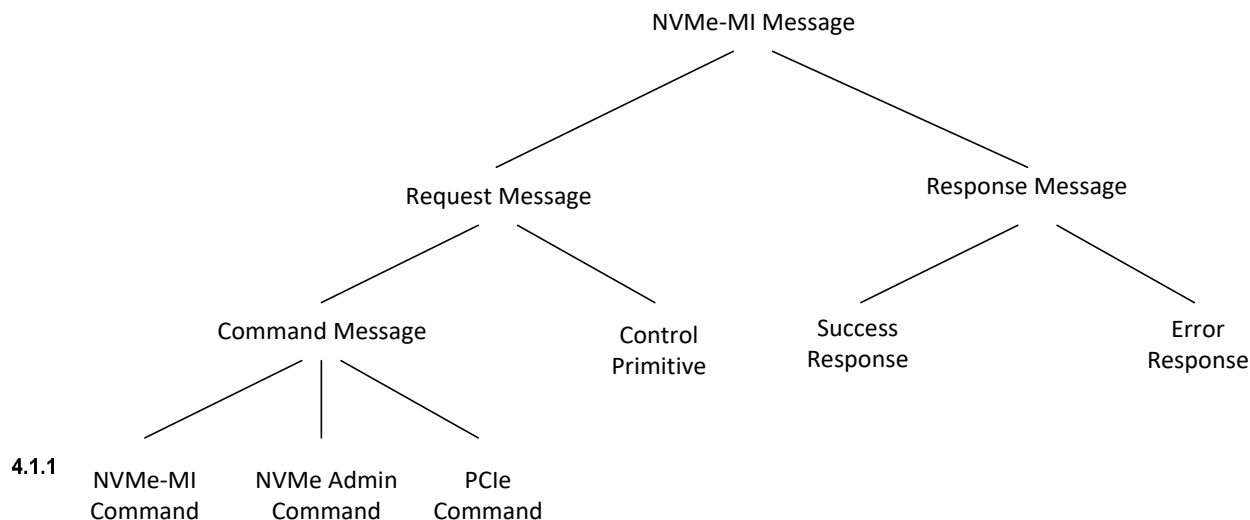 NVMe-MI Message
Request Message
Response Message
Command Message
Control
Primitive
Success
Response
Error
Response
4.1.1
NVMe-MI
Command
NVMe Admin
Command
PCIe
Command